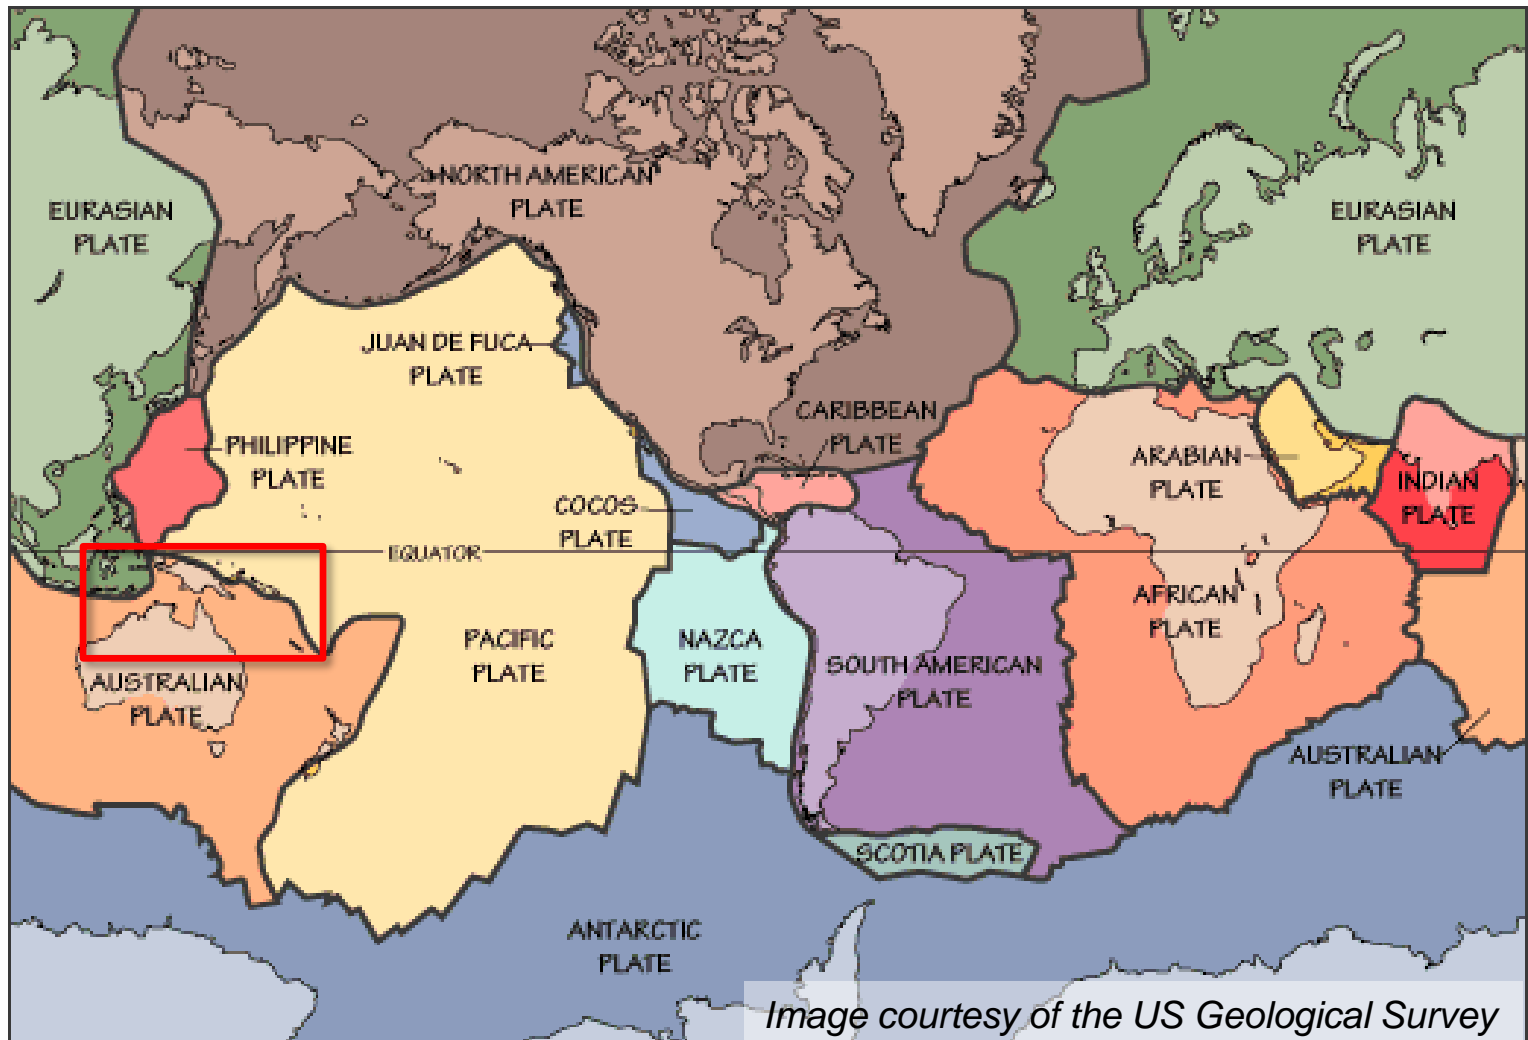 NORTH AMERICAN
PLATE
EURASIAN
PLATE
EURASIAN
PLATE
JUAN DE FUCA
PLATE
CARIBBEAN
PLATE
PHILIPPINE
PLATE
ARABIAN
PLATE
INDIAN
PLATE
COCOS
PLATE
EQUATOR
AFRICAN
PLATE
PACIFIC
PLATE
NAZCA
PLATE
SOUTH AMERICAN
PLATE
AUSTRALIAN
PLATE
AUSTRALIAN
PLATE
SCOTIA PLATE
ANTARCTIC
PLATE
Image courtesy of the US Geological Survey